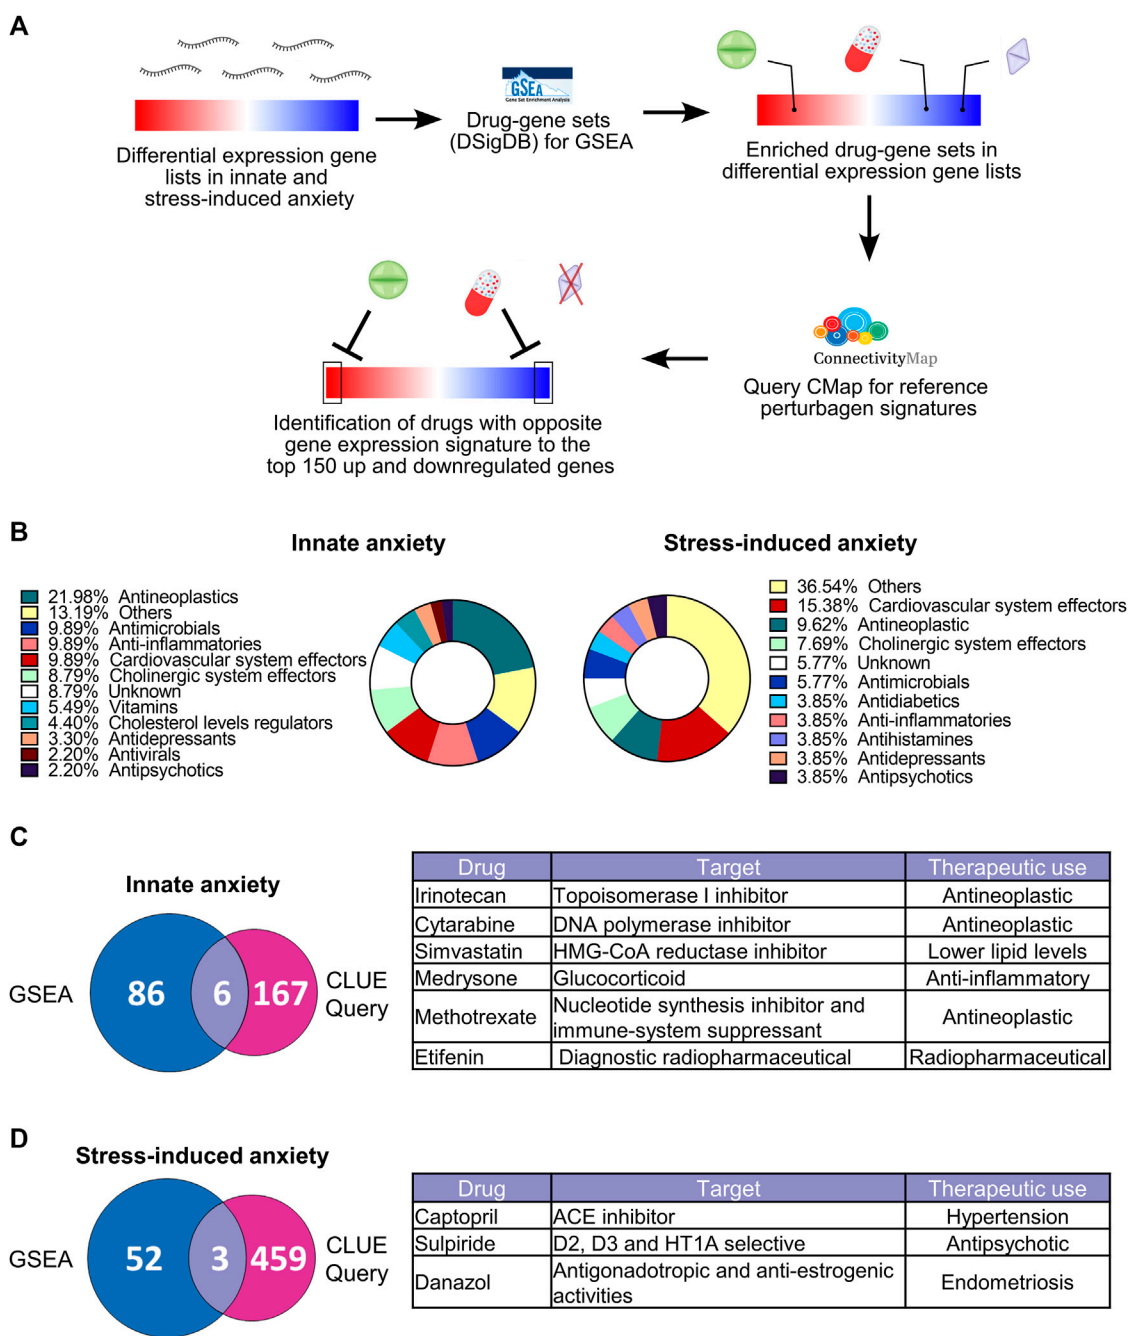 A
GSEA
Gene Set Enrichment Analysis
Differential expression gene
lists in innate and
stress-induced anxiety
Drug-gene sets
(DSigDB) for GSEA
Enriched drug-gene sets in
differential expression gene lists
ConnectivityMap
Query CMap for reference
perturbagen signatures
Identification of drugs with opposite
gene expression signature to the
top 150 up and downregulated genes
B
Innate anxiety
21.98% Antineoplastics
13.19% Others
9.89% Antimicrobials
9.89% Anti-inflammatories
9.89% Cardiovascular system effectors
8.79% Cholinergic system effectors
8.79% Unknown
5.49% Vitamins
4.40% Cholesterol levels regulators
3.30% Antidepressants
2.20% Antivirals
2.20% Antipsychotics
Stress-induced anxiety
36.54% Others
15.38% Cardiovascular system effectors
9.62% Antineoplastic
7.69% Cholinergic system effectors
5.77% Unknown
5.77% Antimicrobials
3.85% Antidiabetics
3.85% Anti-inflammatories
3.85% Antihistamines
3.85% Antidepressants
3.85% Antipsychotics
C
Innate anxiety
GSEA 86 6 167 CLUE
Query
Drug Target Therapeutic use
Irinotecan Topoisomerase I inhibitor Antineoplastic
Cytarabine DNA polymerase inhibitor Antineoplastic
Simvastatin HMG-CoA reductase inhibitor Lower lipid levels
Medrysone Glucocorticoid Anti-inflammatory
Methotrexate Nucleotide synthesis inhibitor and
immune-system suppressant Antineoplastic
Etifenin Diagnostic radiopharmaceutical Radiopharmaceutical
D
Stress-induced anxiety
GSEA 52 3 459 CLUE
Query
Drug Target Therapeutic use
Captopril ACE inhibitor Hypertension
Sulpiride D2, D3 and HT1A selective Antipsychotic
Danazol Antigonadotropic and anti-estrogenic
activities Endometriosis